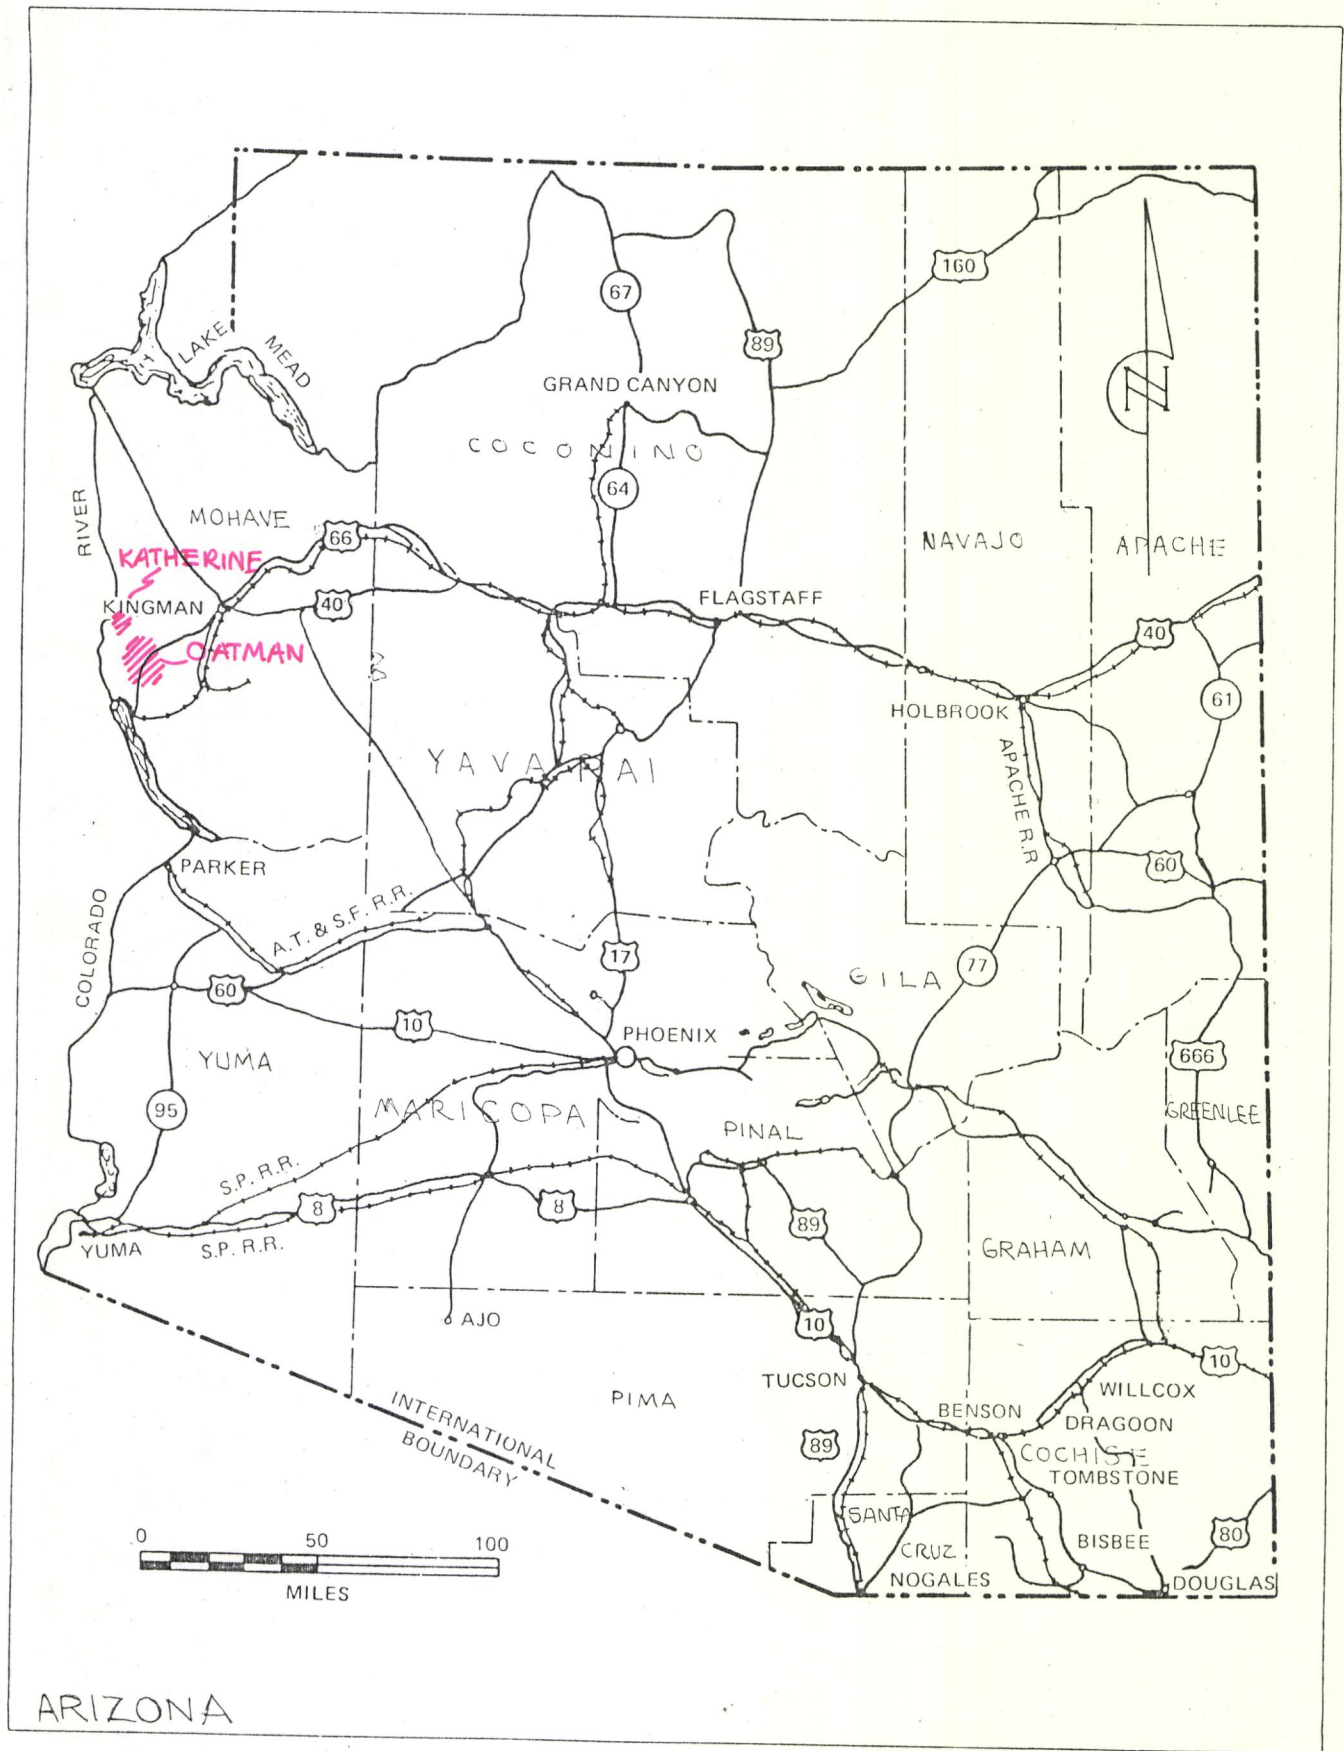 160
67
LAKE MEAD
89
GRAND CANYON
COCONINO
64
RIVER
MOHAVE
66
NAVAJO
APACHE
KATHERINE
KINGMAN
40
FLAGSTAFF
40
OATMAN
61
HOLBROOK
APACHE R.R
YAVAPAI
PARKER
60
A.T. & S.F. R.R.
COLORADO
17
GILA
77
60
10
PHOENIX
YUMA
666
95
MARICOPA
GREENLEE
PINAL
S.P. R.R.
8
8
89
YUMA
S.P. R.R.
GRAHAM
AJO
10
10
TUCSON
WILLCOX
PIMA
BENSON
DRAGOON
INTERNATIONAL
BOUNDARY
89
COCHISE
TOMBSTONE
SANTA
CRUZ
80
BISBEE
NOGALES
DOUGLAS
0 50 100
MILES
N
ARIZONA